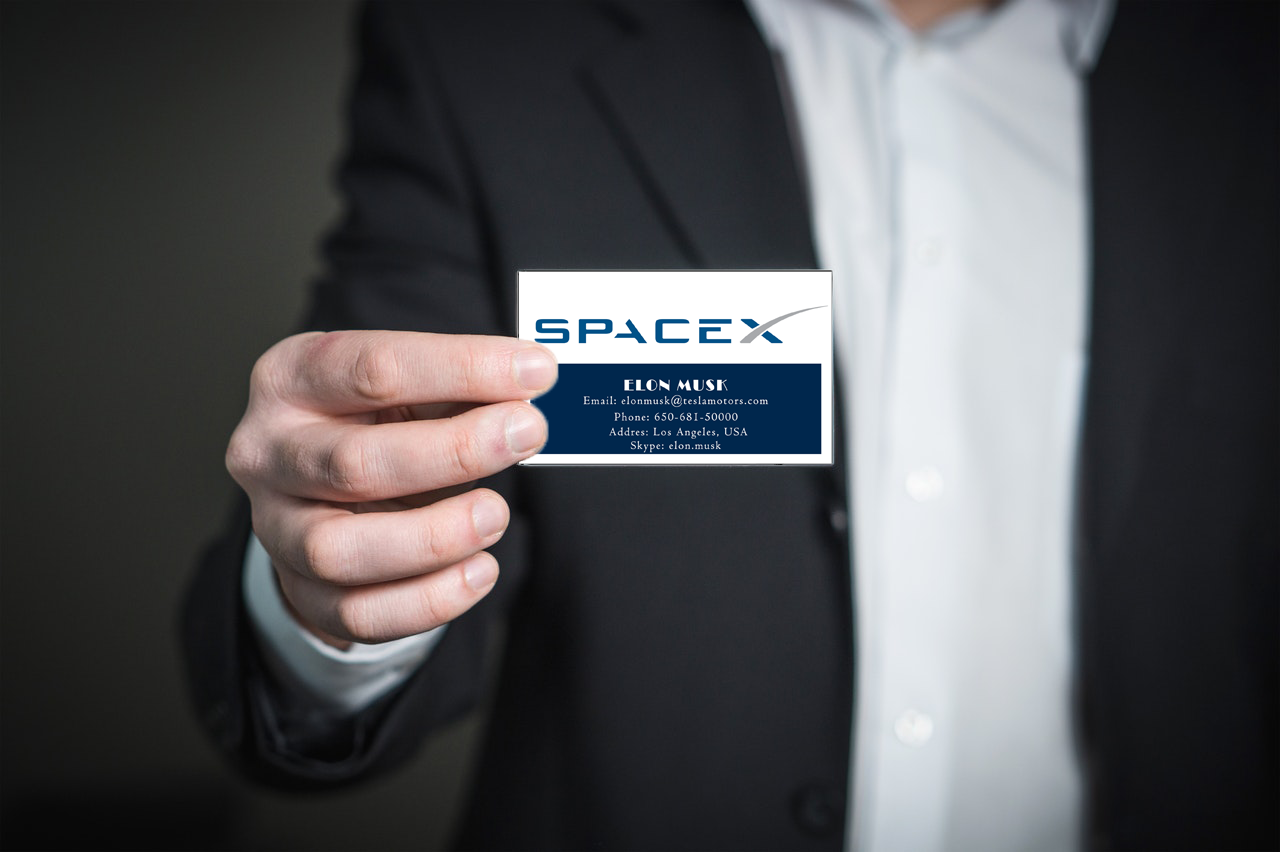 SPACEX
ELON MUSK
Email: elonmusk@teslamotors.com
Phone: 650-681-50000
Addres: Los Angeles, USA
Skype: elon.musk